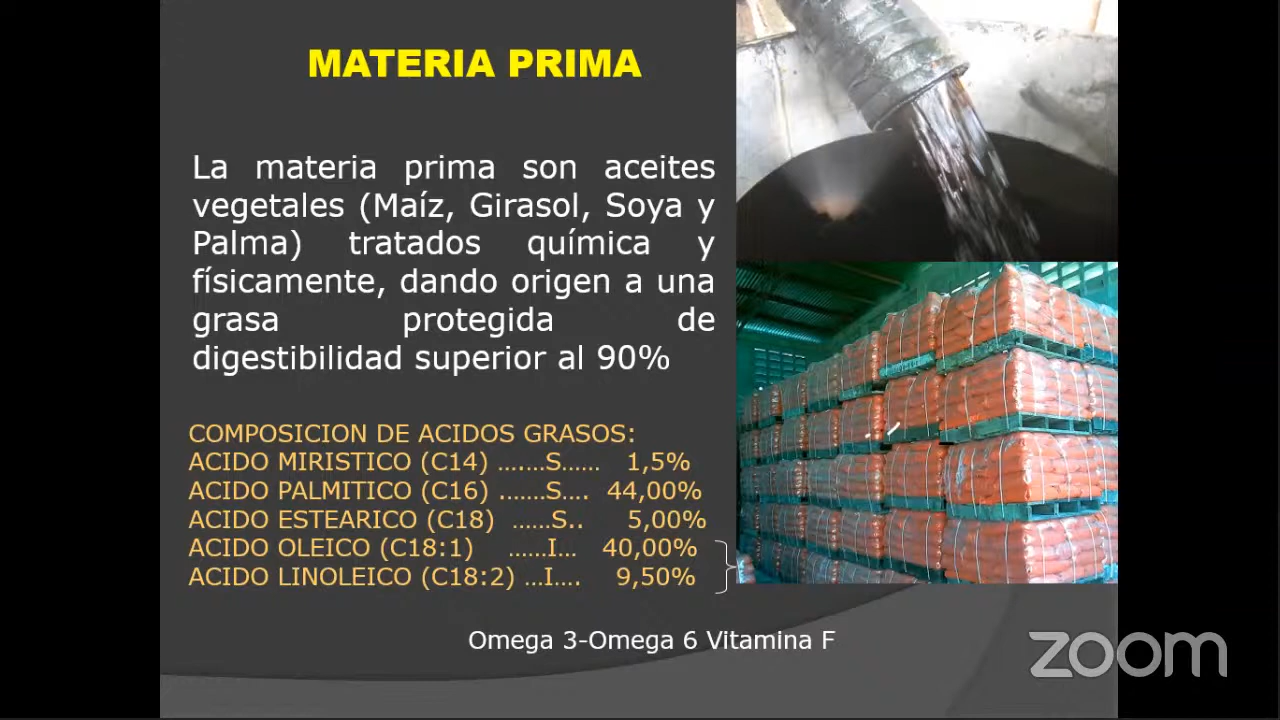 MATERIA PRIMA
La materia prima son aceites
vegetales (Maíz, Girasol, Soya y
Palma) tratados química y
físicamente, dando origen a una
grasa protegida de
digestibilidad superior al 90%
COMPOSICION DE ACIDOS GRASOS:
ACIDO MIRISTICO (C14) …....S…… 1,5%
ACIDO PALMITICO (C16) …....S…. 44,00%
ACIDO ESTEARICO (C18) ……S.. 5,00%
ACIDO OLEICO (C18:1) ……I… 40,00%
ACIDO LINOLEICO (C18:2) …I…. 9,50%
Omega 3-Omega 6 Vitamina F
zoom